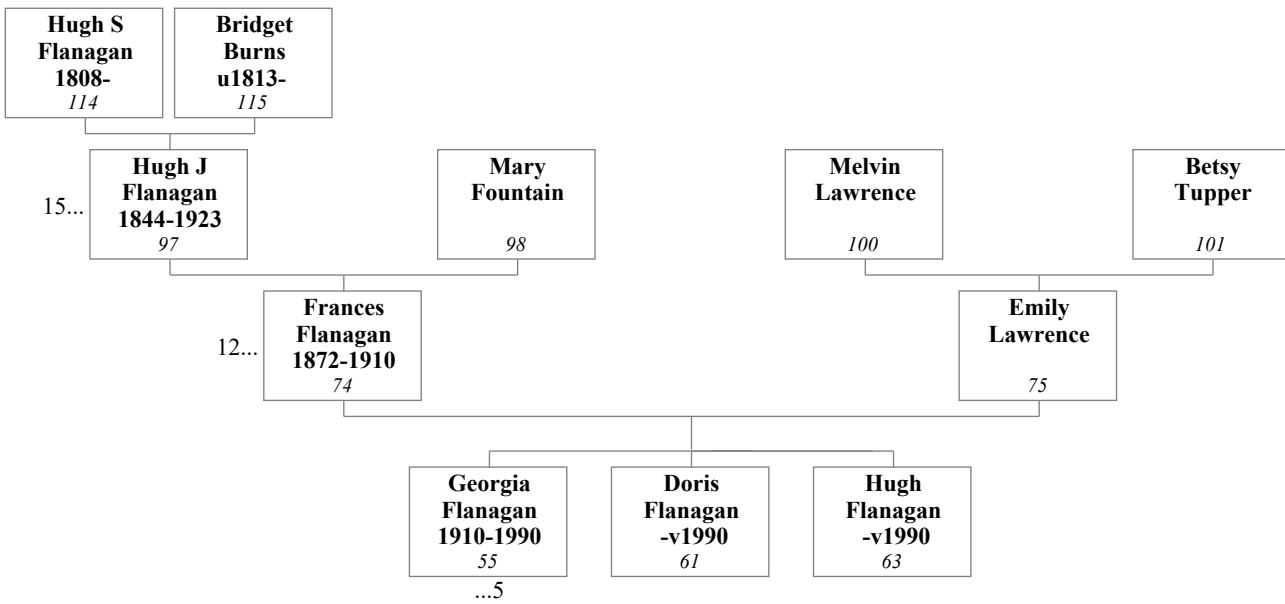 Hugh S
Flanagan
1808-
114
Bridget
Burns
u1813-
115
15...
Hugh J
Flanagan
1844-1923
97
Mary
Fountain
98
Melvin
Lawrence
100
Betsy
Tupper
101
12...
Frances
Flanagan
1872-1910
74
Emily
Lawrence
75
Georgia
Flanagan
1910-1990
55
...5
Doris
Flanagan
-v1990
61
Hugh
Flanagan
-v1990
63